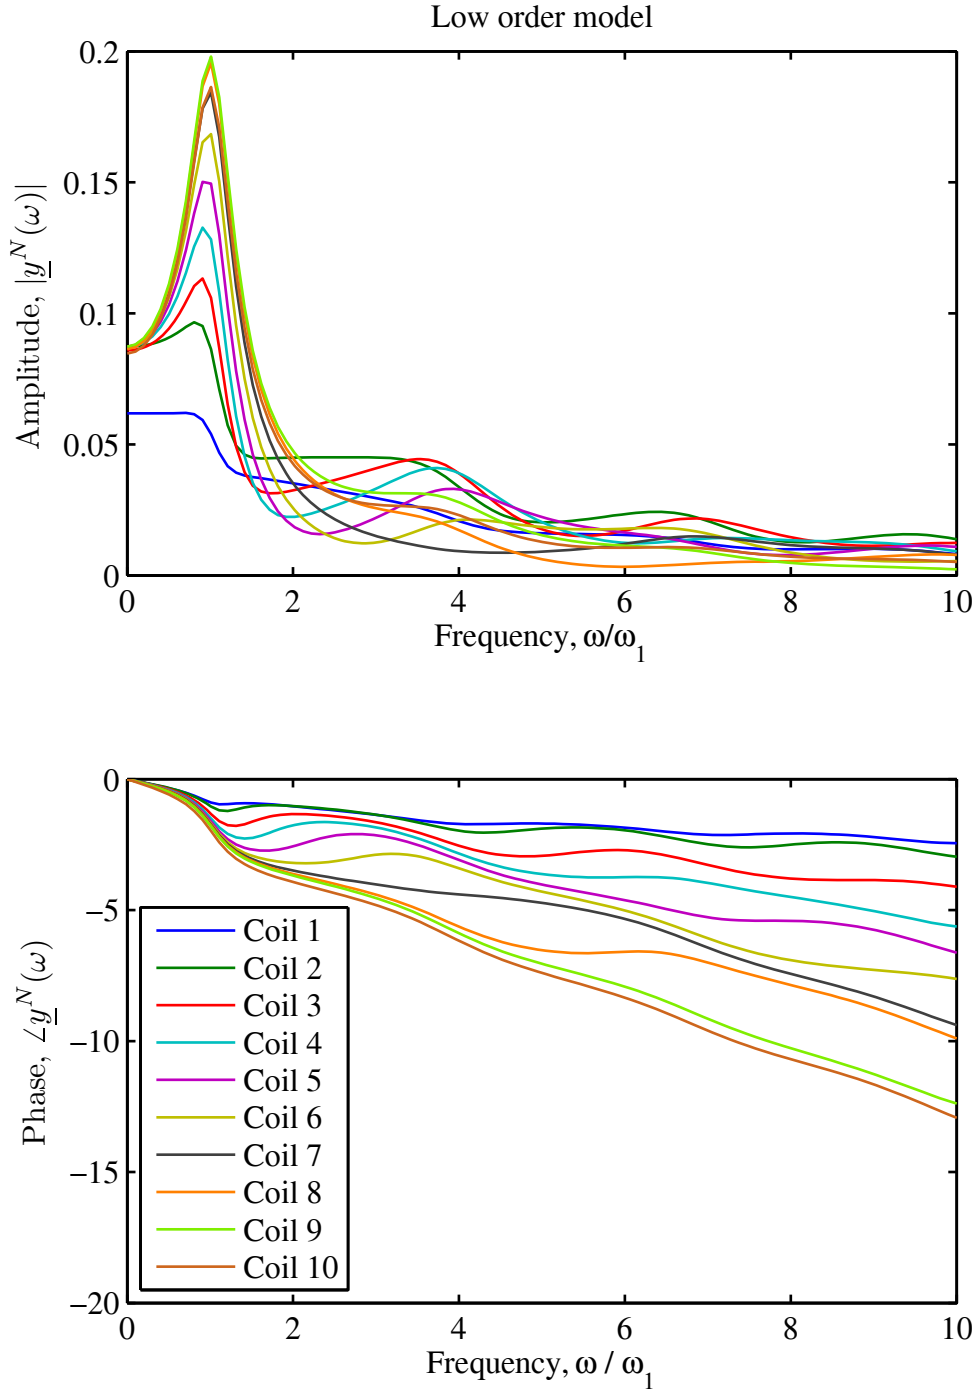 Low order model
0.2
0.15
0.1
0.05
0
Amplitude, |y^N(ω)|
0 2 4 6 8 10
Frequency, ω/ω₁
0
−5
−10
−15
−20
Phase, ∠y^N(ω)
Coil 1
Coil 2
Coil 3
Coil 4
Coil 5
Coil 6
Coil 7
Coil 8
Coil 9
Coil 10
0 2 4 6 8 10
Frequency, ω / ω₁